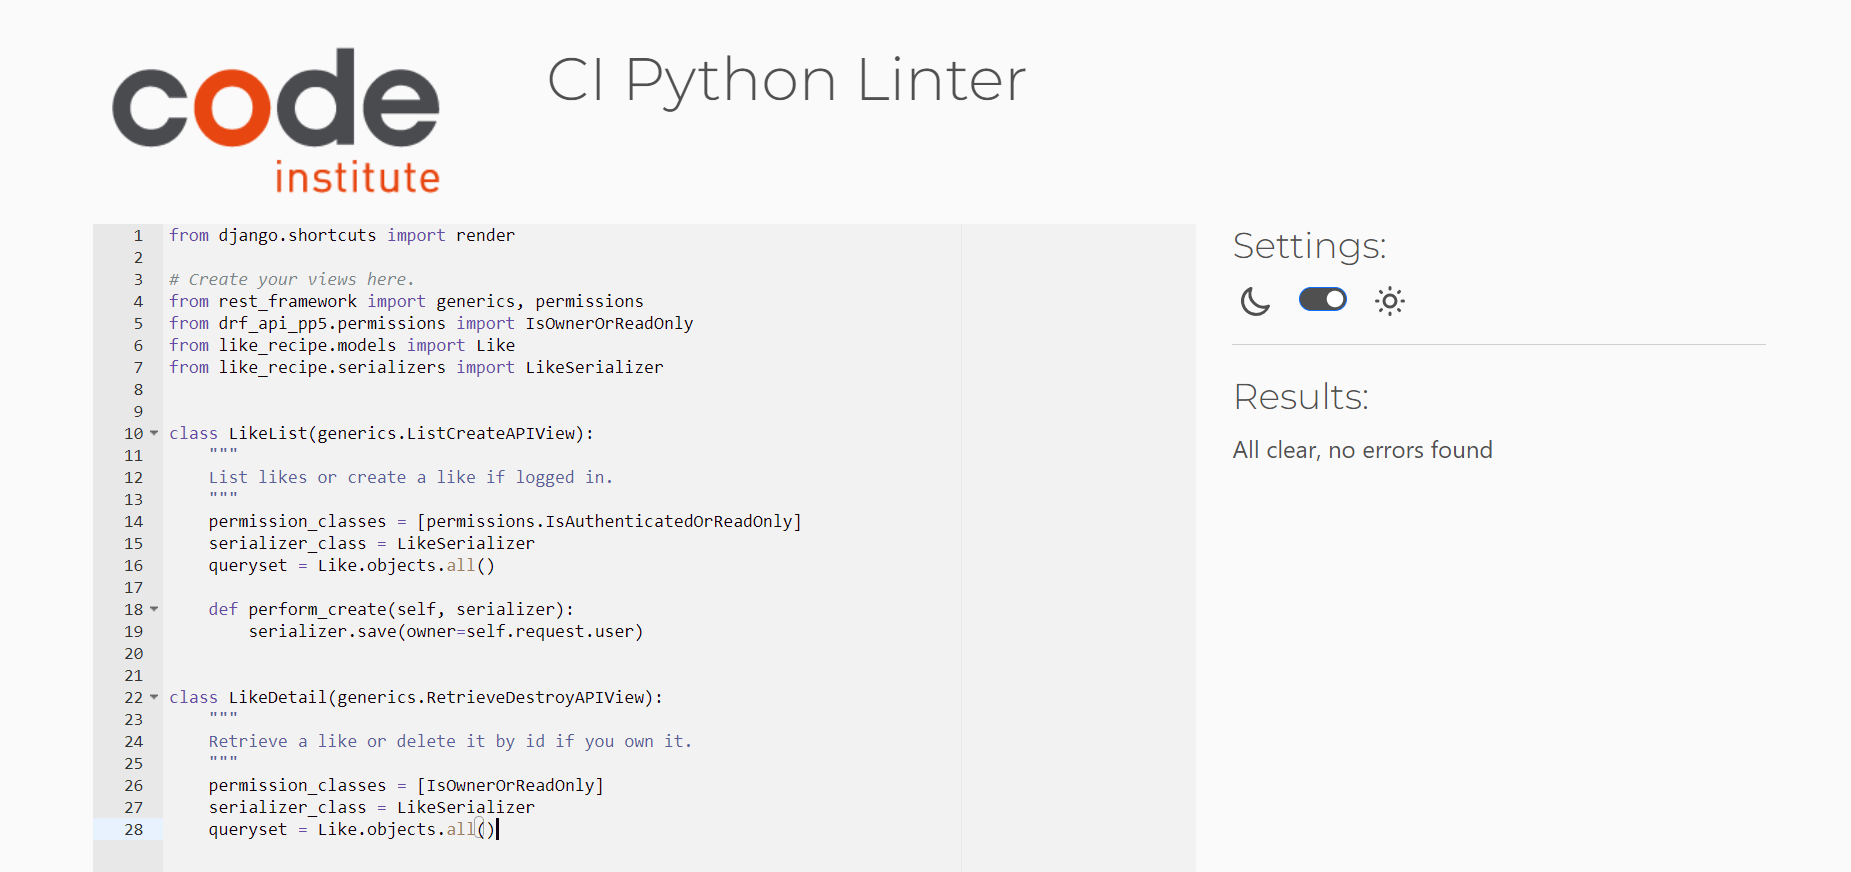 code
institute
CI Python Linter
1 from django.shortcuts import render
2
3 # Create your views here.
4 from rest_framework import generics, permissions
5 from drf_api_pp5.permissions import IsOwnerOrReadOnly
6 from like_recipe.models import Like
7 from like_recipe.serializers import LikeSerializer
8
9
10 class LikeList(generics.ListCreateAPIView):
11     """
12     List likes or create a like if logged in.
13     """
14     permission_classes = [permissions.IsAuthenticatedOrReadOnly]
15     serializer_class = LikeSerializer
16     queryset = Like.objects.all()
17
18     def perform_create(self, serializer):
19         serializer.save(owner=self.request.user)
20
21
22 class LikeDetail(generics.RetrieveDestroyAPIView):
23     """
24     Retrieve a like or delete it by id if you own it.
25     """
26     permission_classes = [IsOwnerOrReadOnly]
27     serializer_class = LikeSerializer
28     queryset = Like.objects.all()
Settings:
Results:
All clear, no errors found